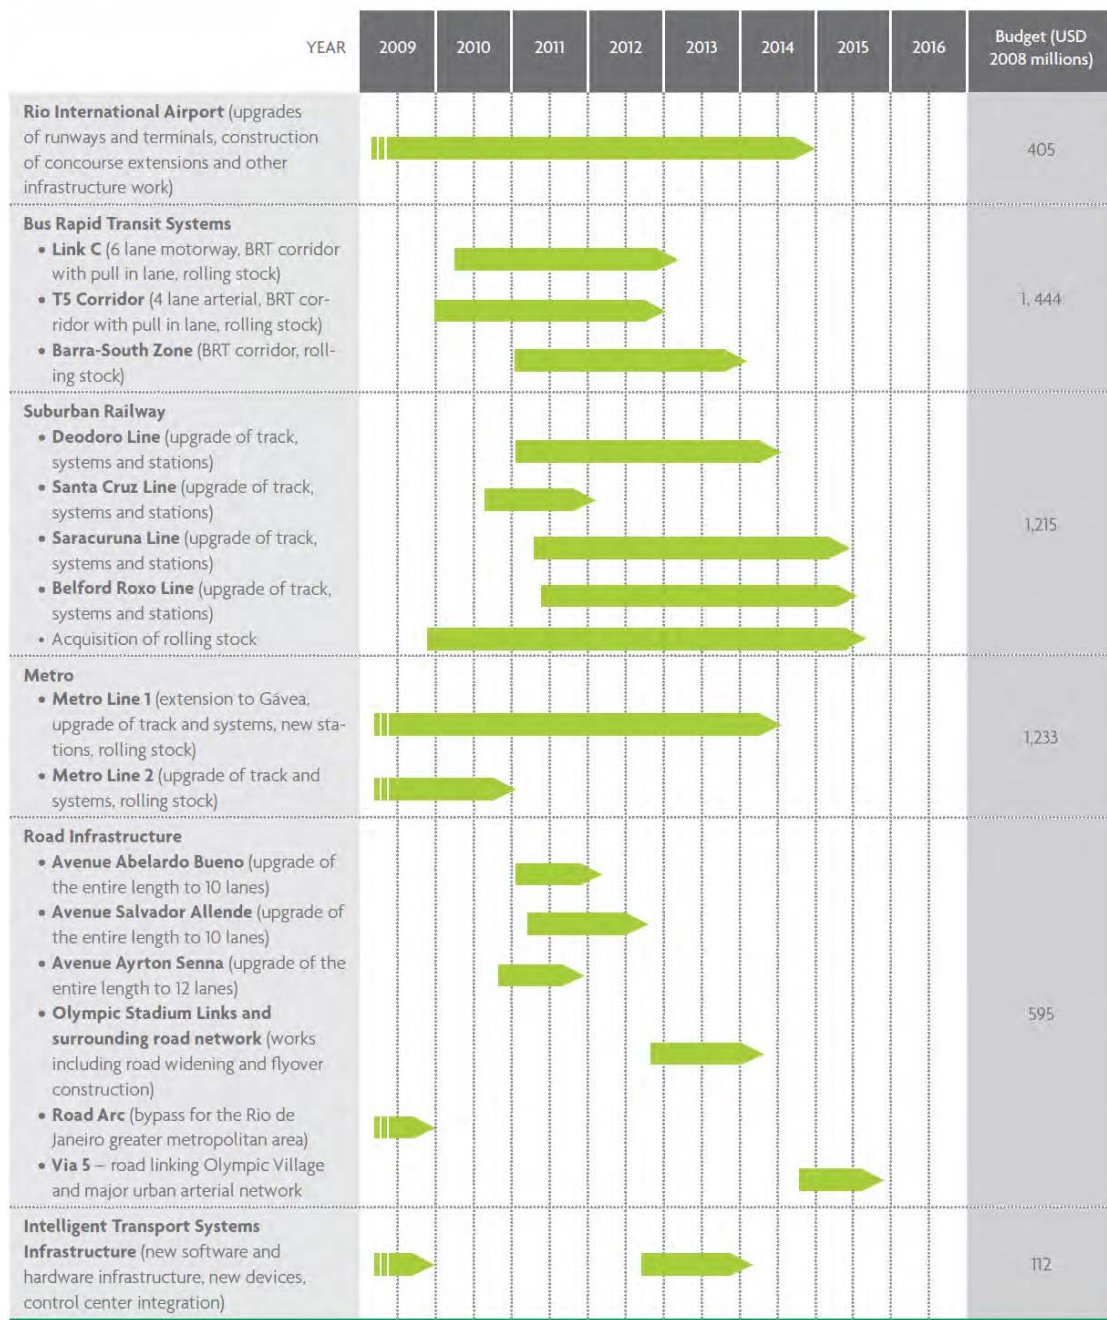 YEAR 2009 2010 2011 2012 2013 2014 2015 2016 Budget (USD
2008 millions)
Rio International Airport (upgrades
of runways and terminals, construction
of concourse extensions and other
infrastructure work)
405
Bus Rapid Transit Systems
• Link C (6 lane motorway, BRT corridor
with pull in lane, rolling stock)
• T5 Corridor (4 lane arterial, BRT cor-
ridor with pull in lane, rolling stock)
• Barra-South Zone (BRT corridor, roll-
ing stock)
1, 444
Suburban Railway
• Deodoro Line (upgrade of track,
systems and stations)
• Santa Cruz Line (upgrade of track,
systems and stations)
• Saracuruna Line (upgrade of track,
systems and stations)
• Belford Roxo Line (upgrade of track,
systems and stations)
• Acquisition of rolling stock
1,215
Metro
• Metro Line 1 (extension to Gávea,
upgrade of track and systems, new sta-
tions, rolling stock)
• Metro Line 2 (upgrade of track and
systems, rolling stock)
1,233
Road Infrastructure
• Avenue Abelardo Bueno (upgrade of
the entire length to 10 lanes)
• Avenue Salvador Allende (upgrade of
the entire length to 10 lanes)
• Avenue Ayrton Senna (upgrade of the
entire length to 12 lanes)
• Olympic Stadium Links and
surrounding road network (works
including road widening and flyover
construction)
• Road Arc (bypass for the Rio de
Janeiro greater metropolitan area)
• Via 5 – road linking Olympic Village
and major urban arterial network
595
Intelligent Transport Systems
Infrastructure (new software and
hardware infrastructure, new devices,
control center integration)
112